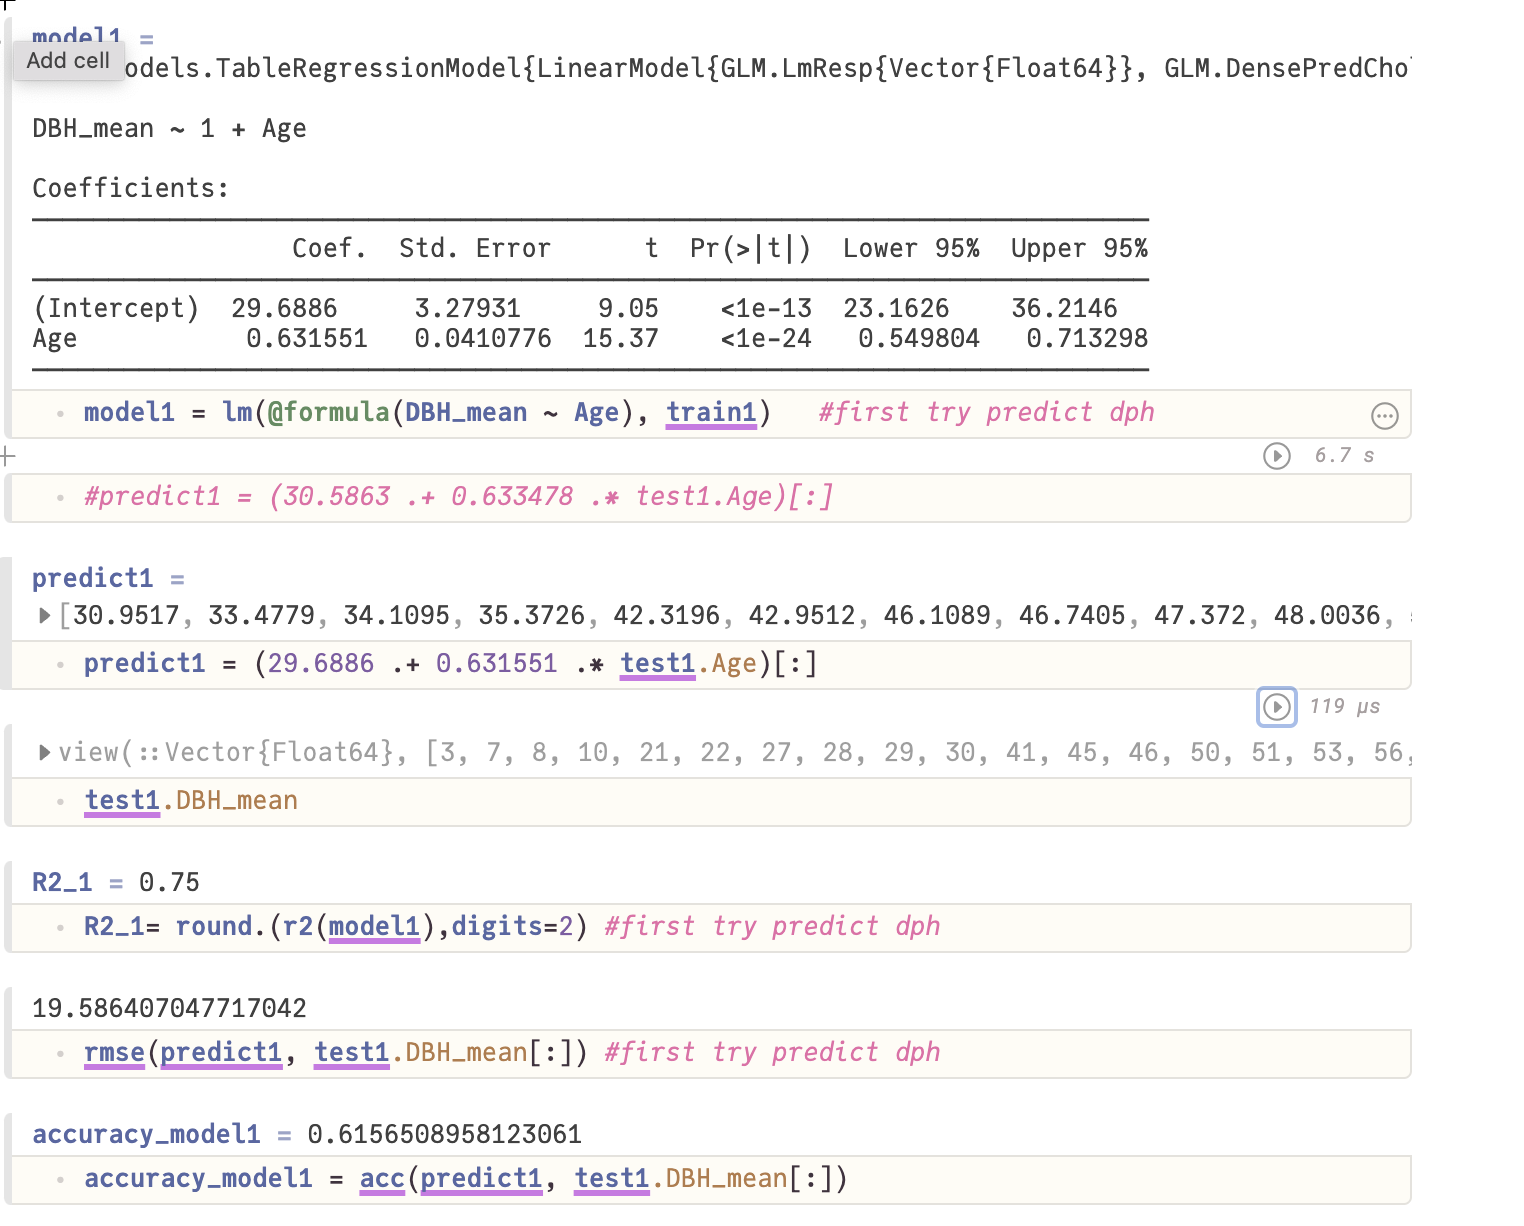 model1 =
Add cell
odels.TableRegressionModel{LinearModel{GLM.LmResp{Vector{Float64}}, GLM.DensePredCho
DBH_mean ~ 1 + Age
Coefficients:
Coef. Std. Error t Pr(>|t|) Lower 95% Upper 95%
(Intercept) 29.6886 3.27931 9.05 <1e-13 23.1626 36.2146
Age 0.631551 0.0410776 15.37 <1e-24 0.549804 0.713298
model1 = lm(@formula(DBH_mean ~ Age), train1) #first try predict dph
6.7 s
#predict1 = (30.5863 .+ 0.633478 .* test1.Age)[:]
predict1 =
[30.9517, 33.4779, 34.1095, 35.3726, 42.3196, 42.9512, 46.1089, 46.7405, 47.372, 48.0036,
predict1 = (29.6886 .+ 0.631551 .* test1.Age)[:]
119 μs
view(::Vector{Float64}, [3, 7, 8, 10, 21, 22, 27, 28, 29, 30, 41, 45, 46, 50, 51, 53, 56,
test1.DBH_mean
R2_1 = 0.75
R2_1= round.(r2(model1),digits=2) #first try predict dph
19.586407047717042
rmse(predict1, test1.DBH_mean[:]) #first try predict dph
accuracy_model1 = 0.6156508958123061
accuracy_model1 = acc(predict1, test1.DBH_mean[:])